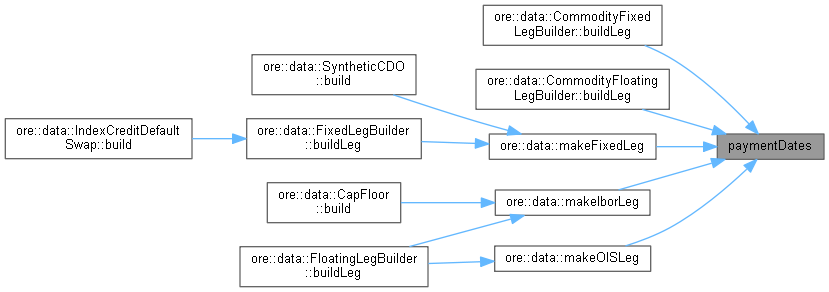 ore::data::CommodityFixed
LegBuilder::buildLeg
ore::data::SyntheticCDO
::build
ore::data::CommodityFloating
LegBuilder::buildLeg
ore::data::IndexCreditDefault
Swap::build
ore::data::FixedLegBuilder
::buildLeg
ore::data::makeFixedLeg
paymentDates
ore::data::CapFloor
::build
ore::data::makeIborLeg
ore::data::FloatingLegBuilder
::buildLeg
ore::data::makeOISLeg